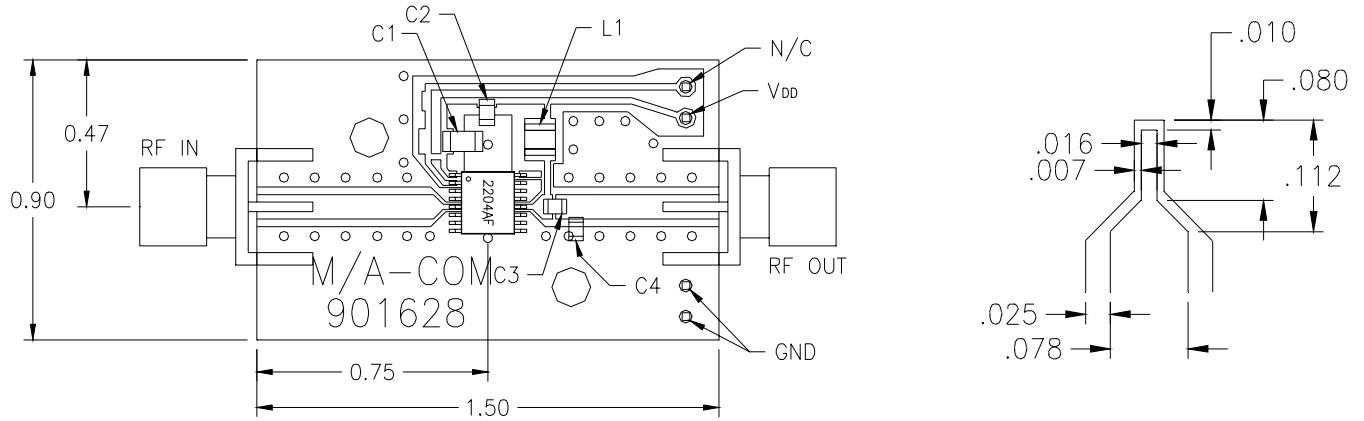 C2
C1
L1
N/C
VDD
0.47
0.90
RF IN
2204AF
RF OUT
M/A-COM
901628
C3
C4
GND
0.75
1.50
.010
.080
.016
.007
.112
.025
.078